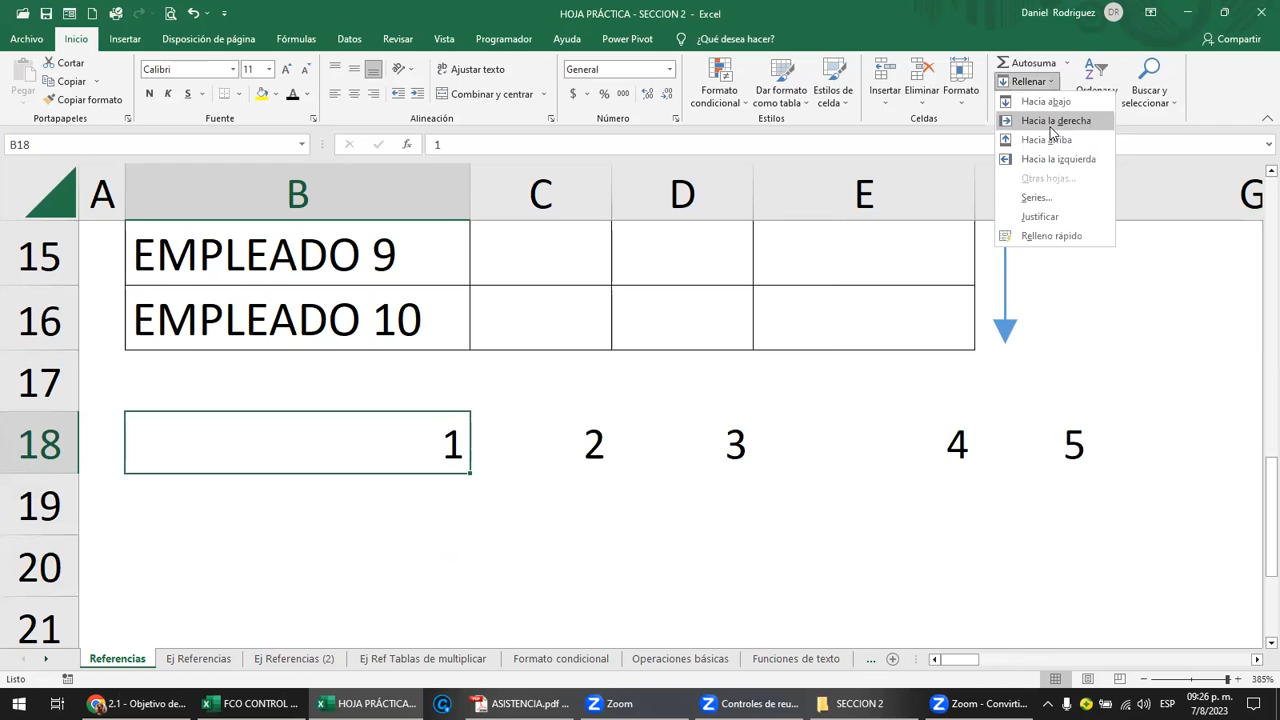 HOJA PRÁCTICA - SECCION 2 - Excel
Daniel Rodriguez DR
Archivo Inicio Insertar Disposición de página Fórmulas Datos Revisar Vista Programador Ayuda Power Pivot ¿Qué desea hacer? Compartir
Pegar
Cortar
Copiar
Copiar formato
Portapapeles
Calibri 11
N K S
Fuente
Ajustar texto
Combinar y centrar
Alineación
General
$ % 000
Número
Formato condicional
Dar formato como tabla
Estilos de celda
Estilos
Insertar Eliminar Formato
Celdas
Autosuma
Rellenar
Ordenar y
Buscar y seleccionar
Hacia abajo
Hacia la derecha
Hacia arriba
Hacia la izquierda
Otras hojas...
Series...
Justificar
Relleno rápido
B18 fx 1
A B C D E G
15 EMPLEADO 9
16 EMPLEADO 10
17
18 1 2 3 4 5
19
20
21
Referencias Ej Referencias Ej Referencias (2) Ej Ref Tablas de multiplicar Formato condicional Operaciones básicas Funciones de texto ...
Listo 385%
2.1 - Objetivo de... FCO CONTROL ... HOJA PRÁCTICA... ASISTENCIA.pdf ... Zoom Controles de reu... SECCION 2 Zoom - Convirti... ESP 09:26 p. m.
7/8/2023